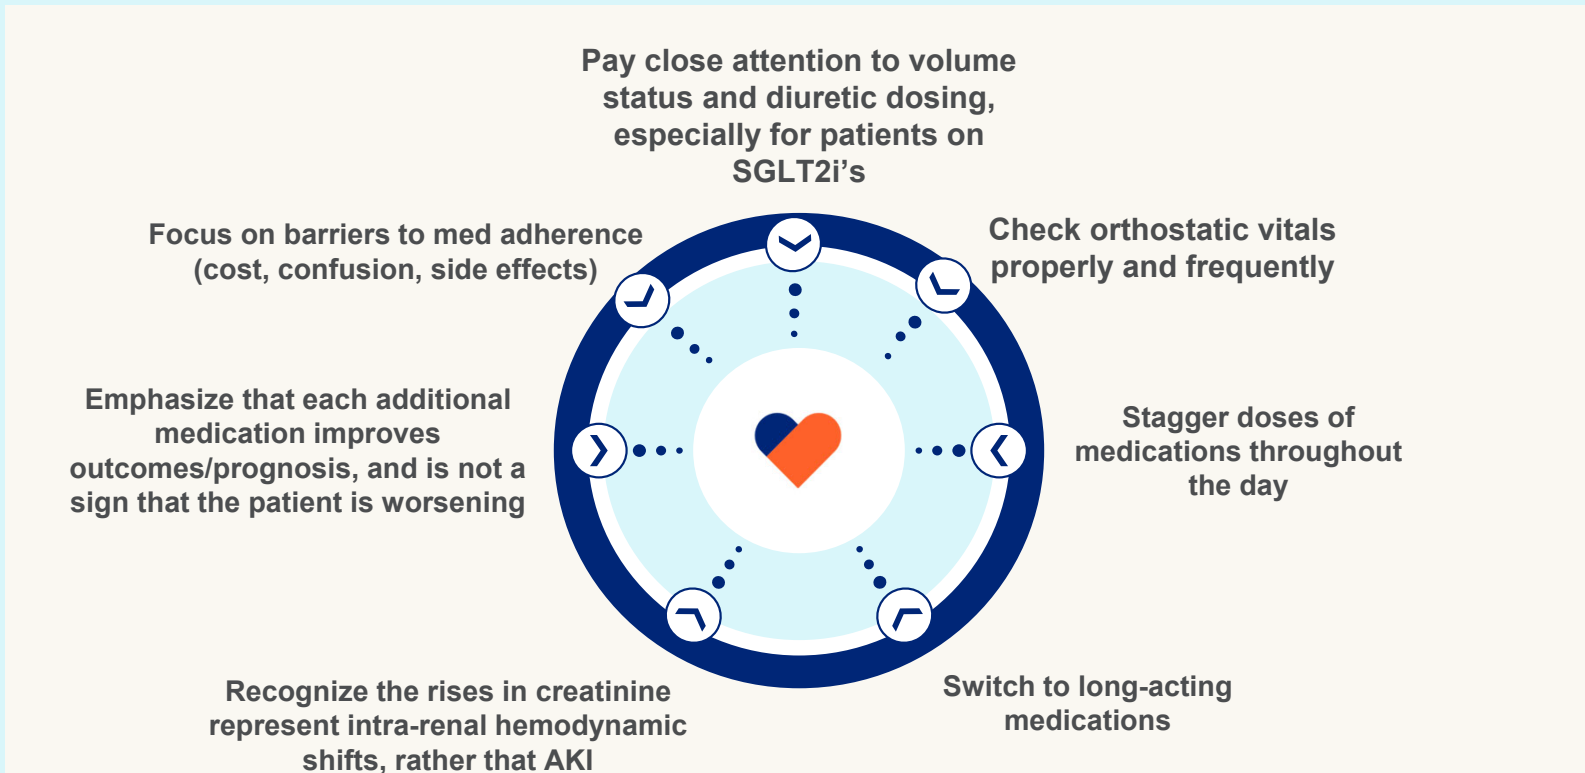 Pay close attention to volume
status and diuretic dosing,
especially for patients on
SGLT2i’s
Focus on barriers to med adherence
(cost, confusion, side effects)
Check orthostatic vitals
properly and frequently
Emphasize that each additional
medication improves
outcomes/prognosis, and is not a
sign that the patient is worsening
Stagger doses of
medications throughout
the day
Recognize the rises in creatinine
represent intra-renal hemodynamic
shifts, rather that AKI
Switch to long-acting
medications